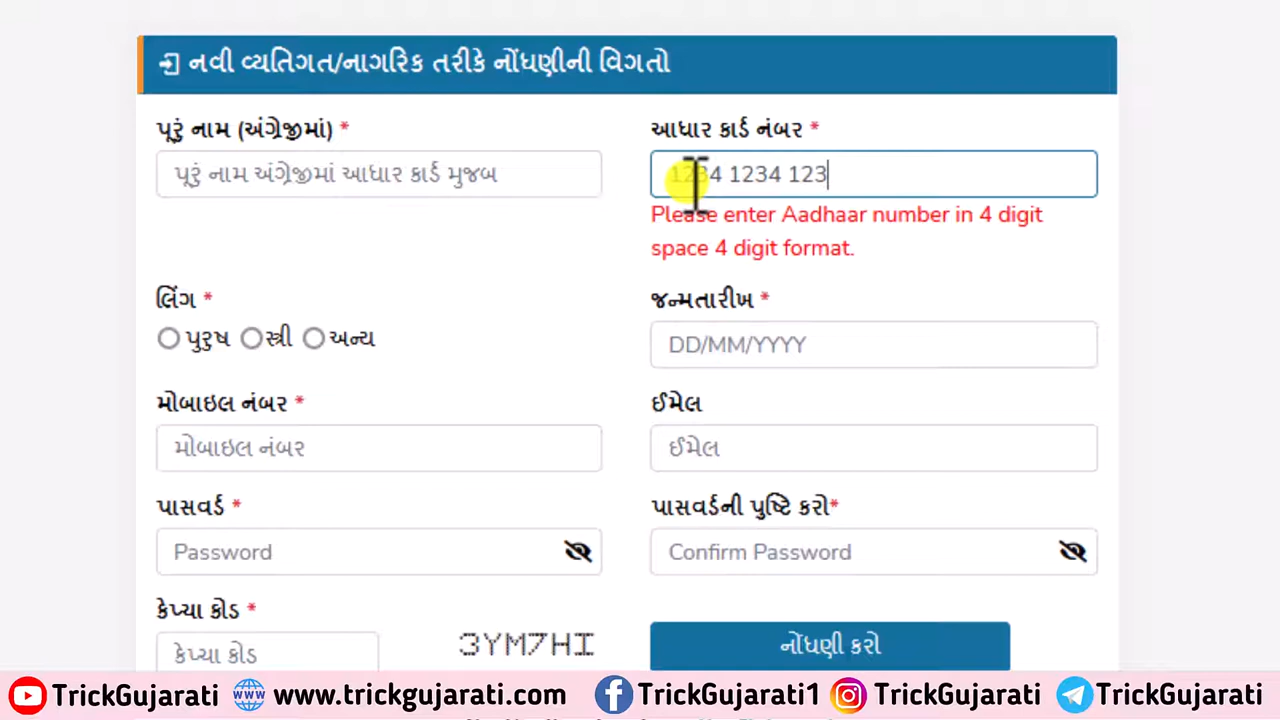 નવી વ્યતિગત/નાગરિક તરીકે નોંધણીની વિગતો
પૂરું નામ (અંગ્રેજીમાં) *
આધાર કાર્ડ નંબર *
પૂરું નામ અંગ્રેજીમાં આધાર કાર્ડ મુજબ
1234 1234 123
Please enter Aadhaar number in 4 digit
space 4 digit format.
લિંગ *
જન્મતારીખ *
પુરુષ સ્ત્રી અન્ય
DD/MM/YYYY
મોબાઇલ નંબર *
ઈમેલ
મોબાઇલ નંબર
ઈમેલ
પાસવર્ડ *
પાસવર્ડની પુષ્ટિ કરો*
Password
Confirm Password
કેપ્ચા કોડ *
કેપ્ચા કોડ
3YM7HI
નોંધણી કરો
TrickGujarati www.trickgujarati.com TrickGujarati1 TrickGujarati TrickGujarati